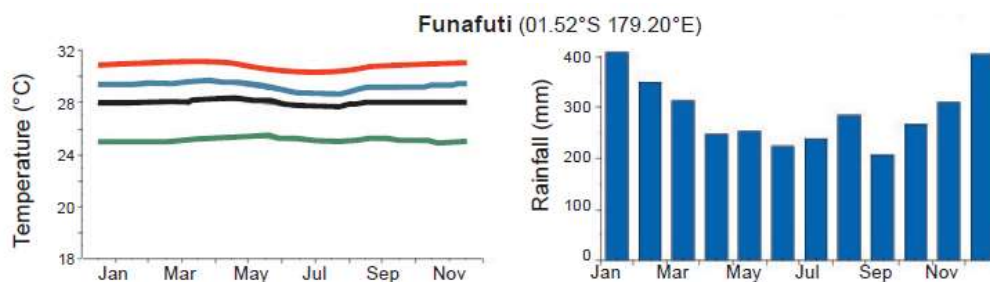 Funafuti (01.52°S 179.20°E)
Temperature (°C)
32
28
24
20
18
Jan Mar May Jul Sep Nov
Rainfall (mm)
400
300
200
100
0
Jan Mar May Jul Sep Nov